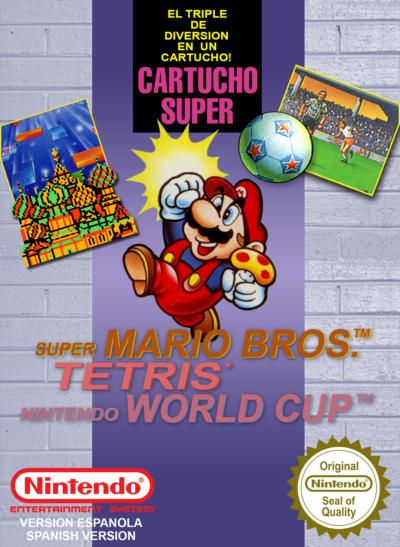 EL TRIPLE
DE
DIVERSION
EN UN
CARTUCHO!
CARTUCHO
SUPER
SUPER MARIO BROS.™
TETRIS*
NINTENDO WORLD CUP™
Nintendo®
ENTERTAINMENT SYSTEM®
VERSION ESPANOLA
SPANISH VERSION
Original
Nintendo®
Seal of
Quality